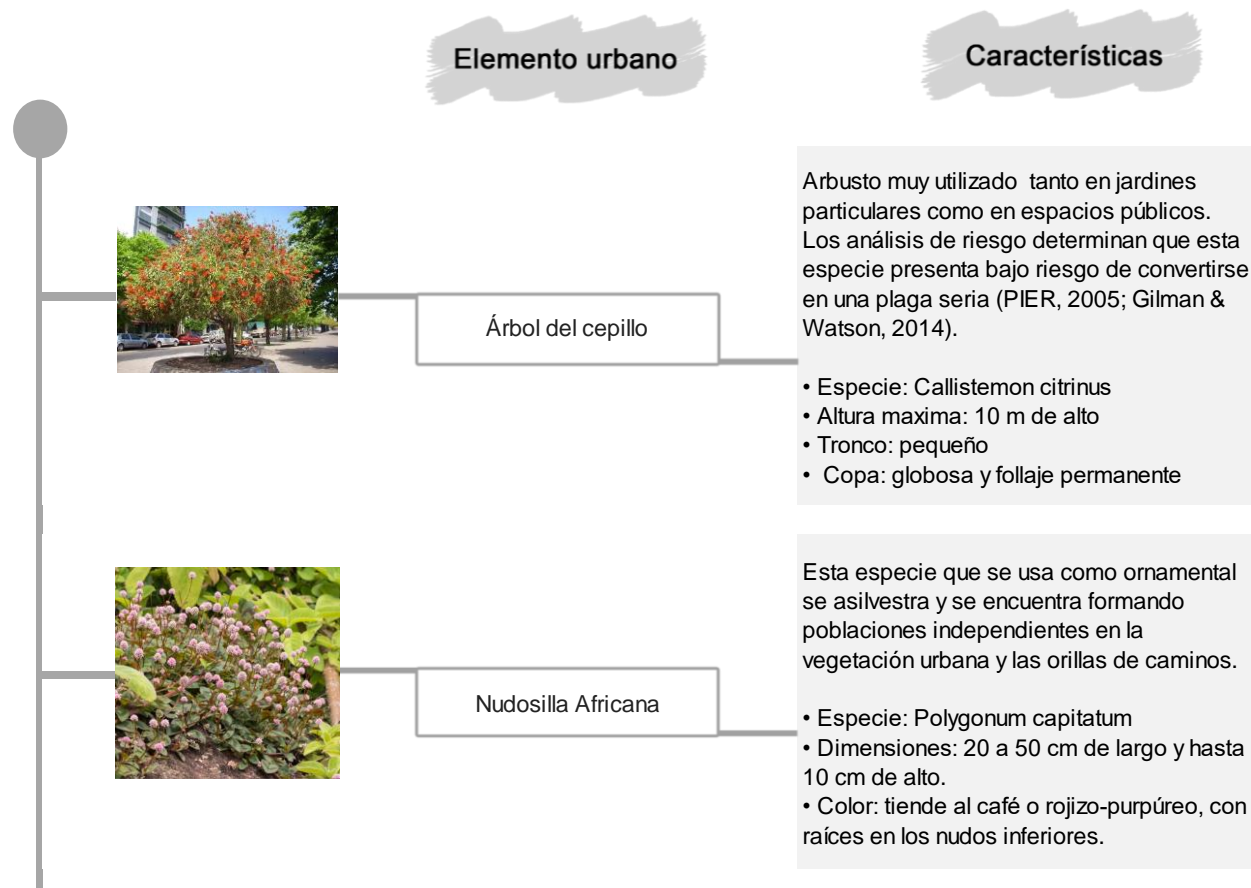 Elemento urbano
Características
Árbol del cepillo
Arbusto muy utilizado tanto en jardines
particulares como en espacios públicos.
Los análisis de riesgo determinan que esta
especie presenta bajo riesgo de convertirse
en una plaga seria (PIER, 2005; Gilman &
Watson, 2014).
• Especie: Callistemon citrinus
• Altura maxima: 10 m de alto
• Tronco: pequeño
• Copa: globosa y follaje permanente
Nudosilla Africana
Esta especie que se usa como ornamental
se asilvestra y se encuentra formando
poblaciones independientes en la
vegetación urbana y las orillas de caminos.
• Especie: Polygonum capitatum
• Dimensiones: 20 a 50 cm de largo y hasta
10 cm de alto.
• Color: tiende al café o rojizo-purpúreo, con
raíces en los nudos inferiores.